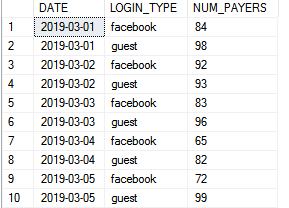 DATE LOGIN_TYPE NUM_PAYERS
1 2019-03-01 facebook 84
2 2019-03-01 guest 98
3 2019-03-02 facebook 92
4 2019-03-02 guest 93
5 2019-03-03 facebook 83
6 2019-03-03 guest 96
7 2019-03-04 facebook 65
8 2019-03-04 guest 82
9 2019-03-05 facebook 72
10 2019-03-05 guest 99